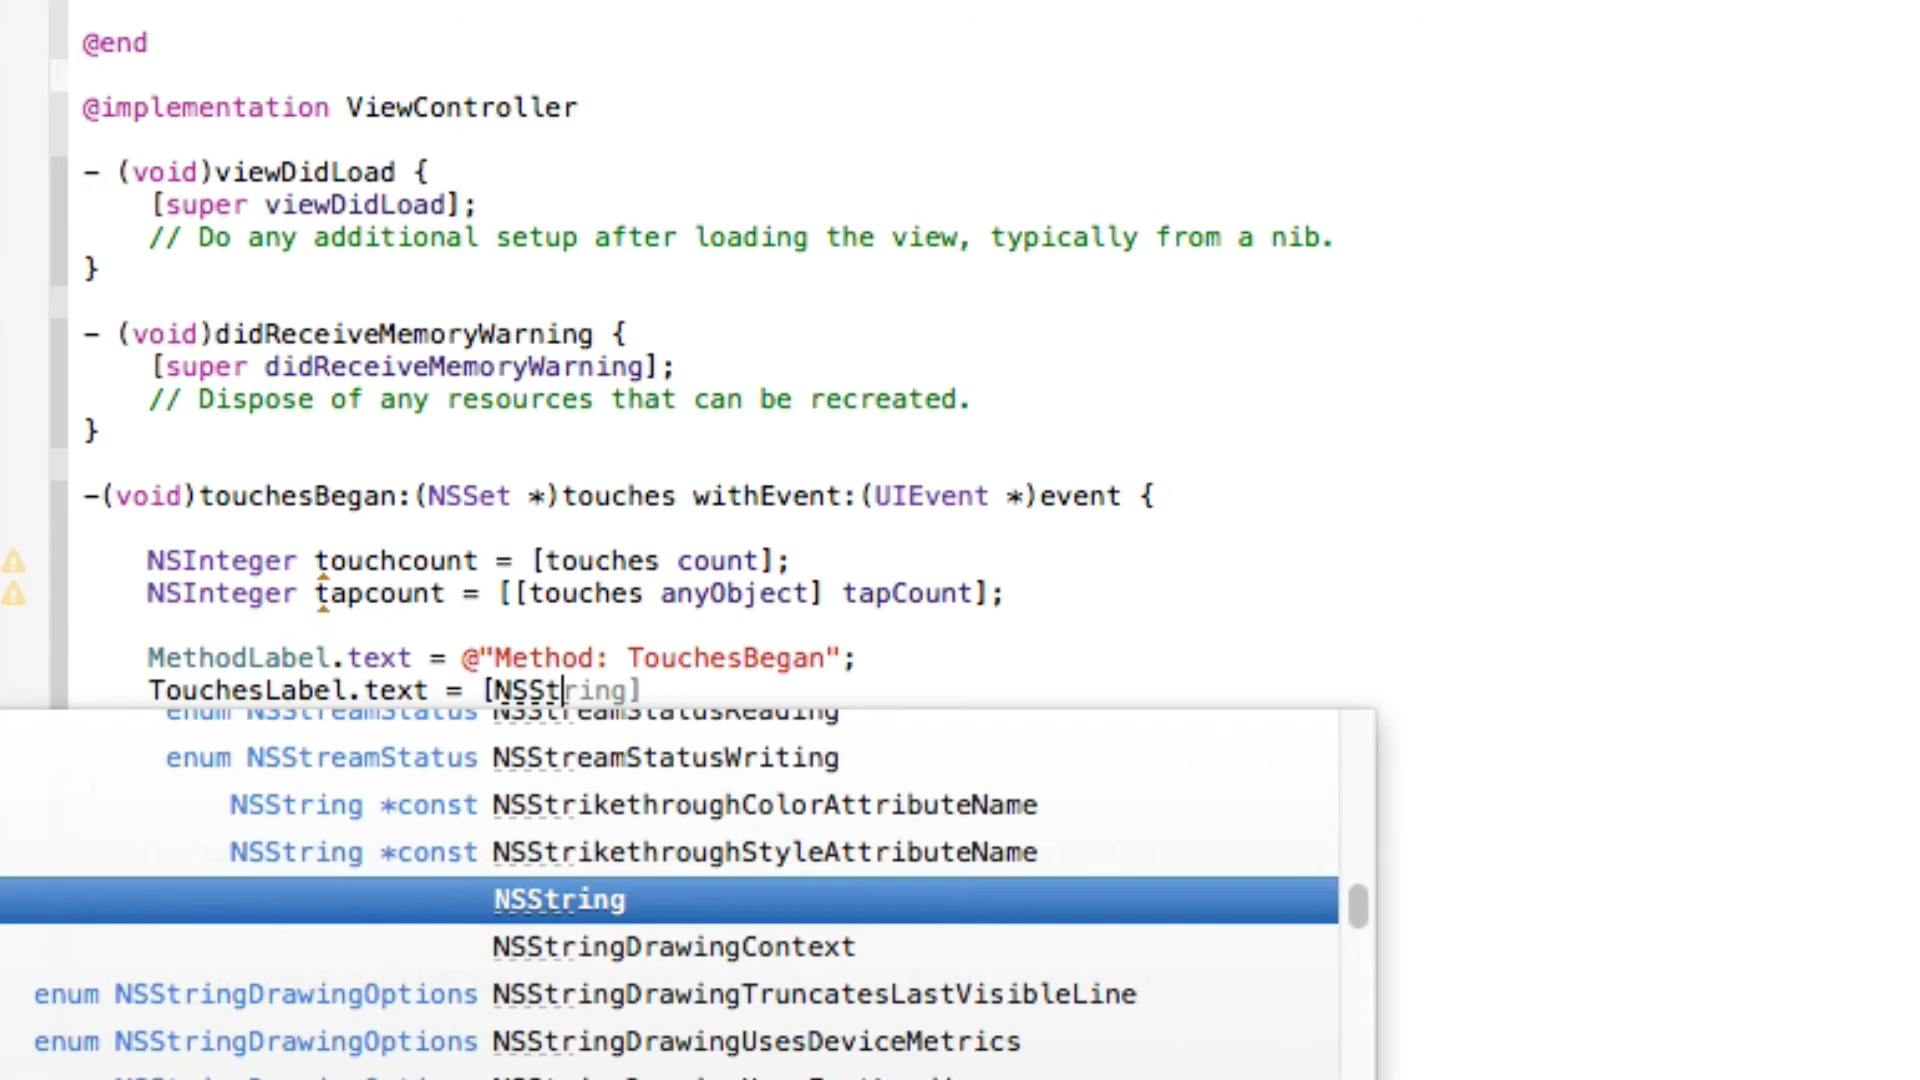 @end
@implementation ViewController
- (void)viewDidLoad {
[super viewDidLoad];
// Do any additional setup after loading the view, typically from a nib.
}
- (void)didReceiveMemoryWarning {
[super didReceiveMemoryWarning];
// Dispose of any resources that can be recreated.
}
-(void)touchesBegan:(NSSet *)touches withEvent:(UIEvent *)event {
NSInteger touchcount = [touches count];
NSInteger tapcount = [[touches anyObject] tapCount];
MethodLabel.text = @"Method: TouchesBegan";
TouchesLabel.text = [NSString]
enum NSStreamStatus NSStreamStatusReading
enum NSStreamStatus NSStreamStatusWriting
NSString *const NSStrikethroughColorAttributeName
NSString *const NSStrikethroughStyleAttributeName
NSString
NSStringDrawingContext
enum NSStringDrawingOptions NSStringDrawingTruncatesLastVisibleLine
enum NSStringDrawingOptions NSStringDrawingUsesDeviceMetrics